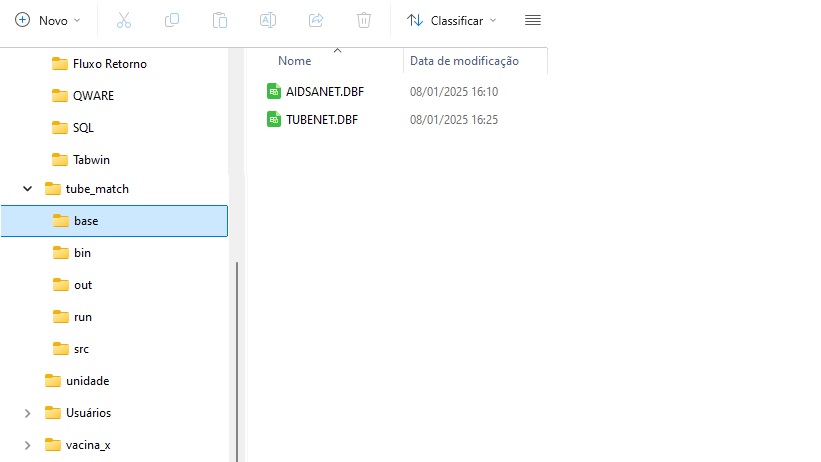 Novo
Classificar
Fluxo Retorno
QWARE
SQL
Tabwin
tube_match
base
bin
out
run
src
unidade
Usuários
vacina_x
Nome Data de modificação
AIDSANET.DBF 08/01/2025 16:10
TUBENET.DBF 08/01/2025 16:25